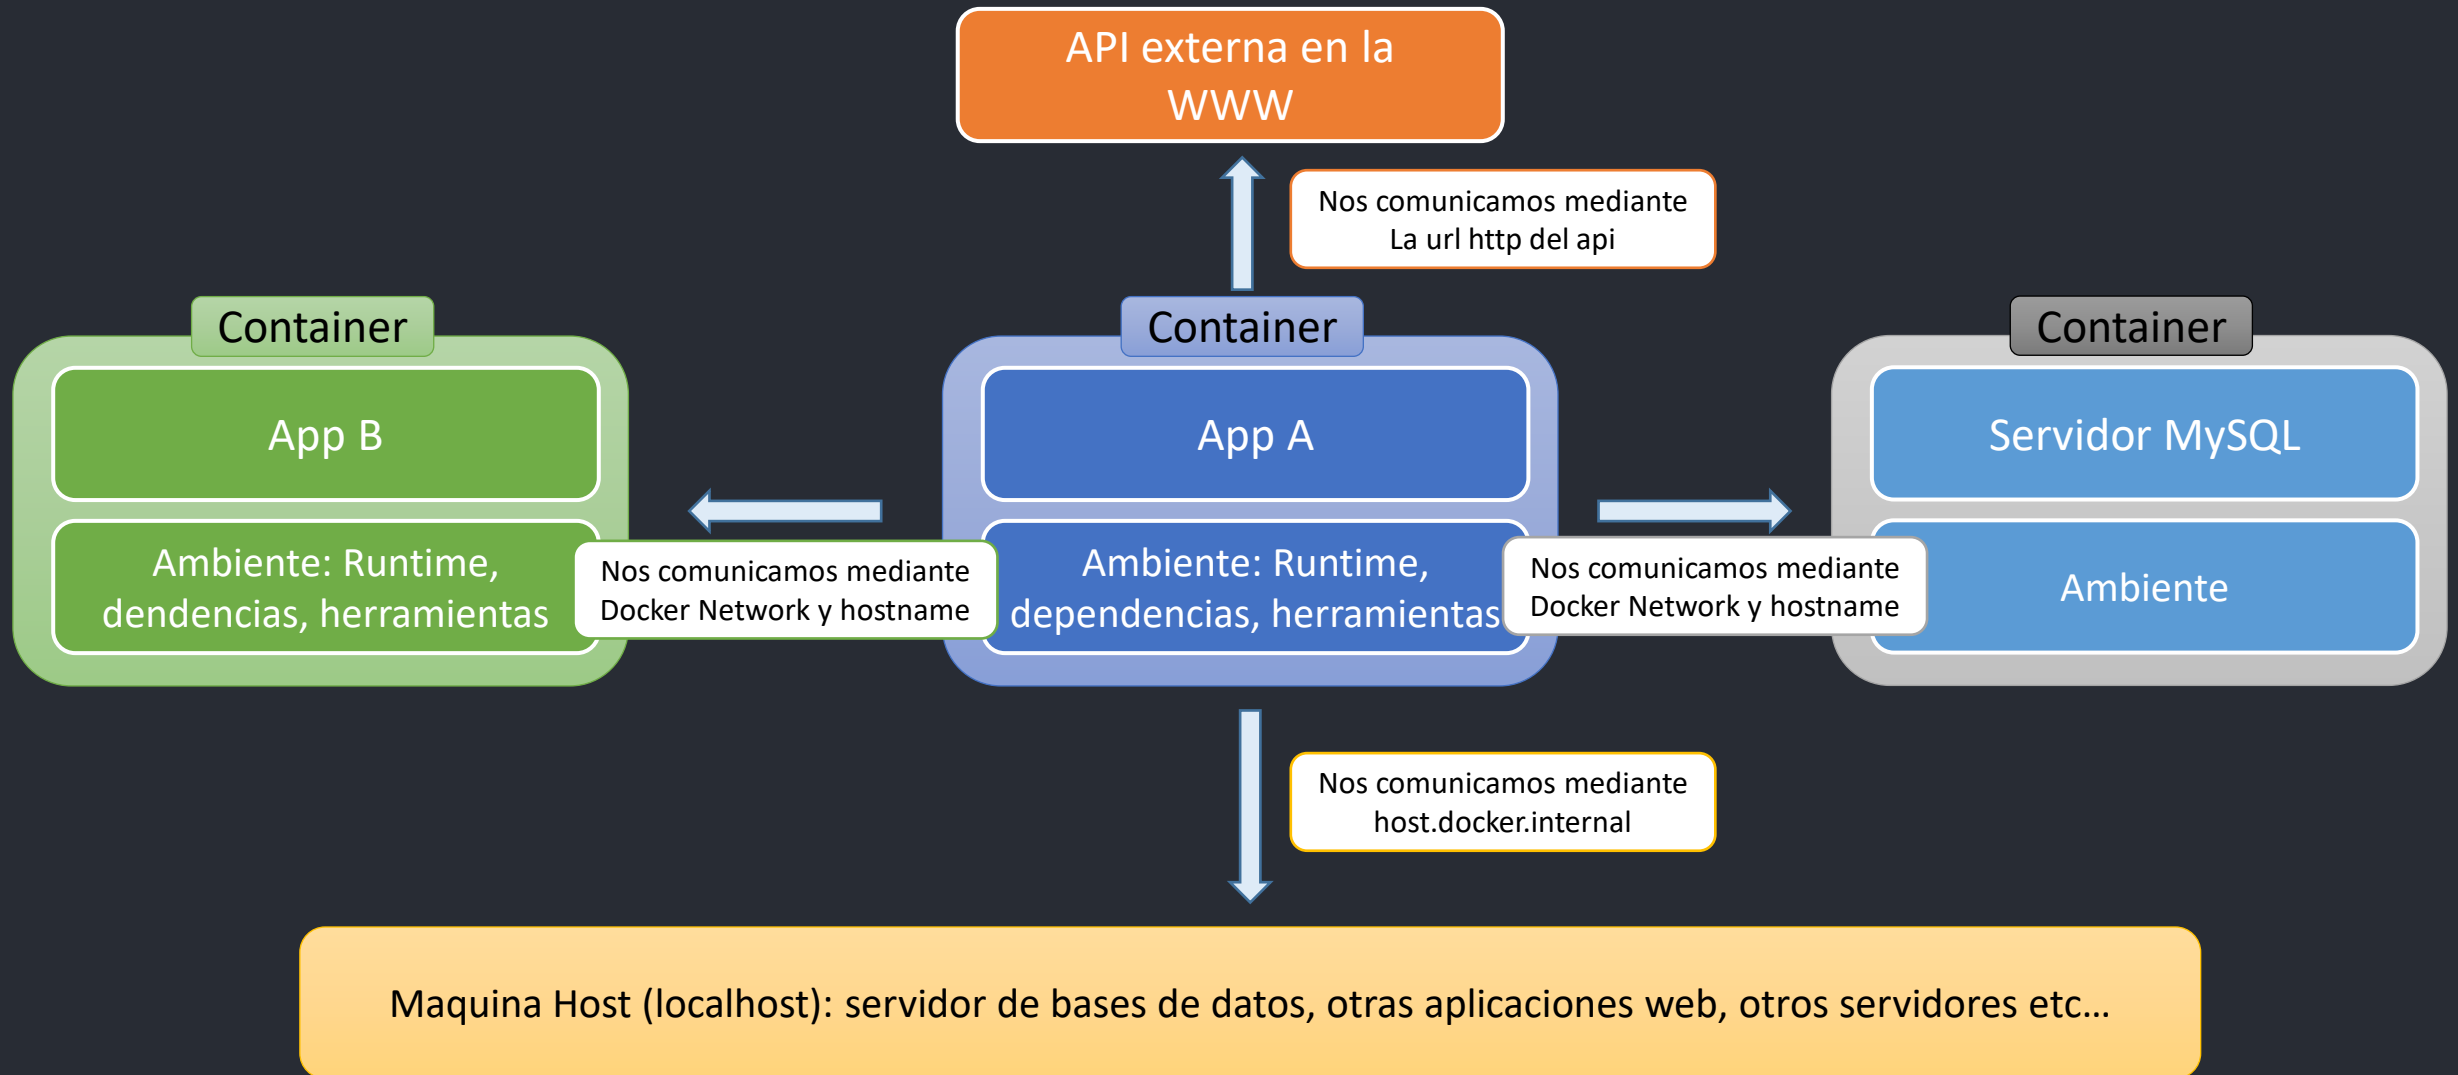 API externa en la
WWW
Nos comunicamos mediante
La url http del api
Container
Container
Container
App B
App A
Servidor MySQL
Ambiente: Runtime,
dendencias, herramientas
Nos comunicamos mediante
Docker Network y hostname
Ambiente: Runtime,
dependencias, herramientas
Nos comunicamos mediante
Docker Network y hostname
Ambiente
Nos comunicamos mediante
host.docker.internal
Maquina Host (localhost): servidor de bases de datos, otras aplicaciones web, otros servidores etc…